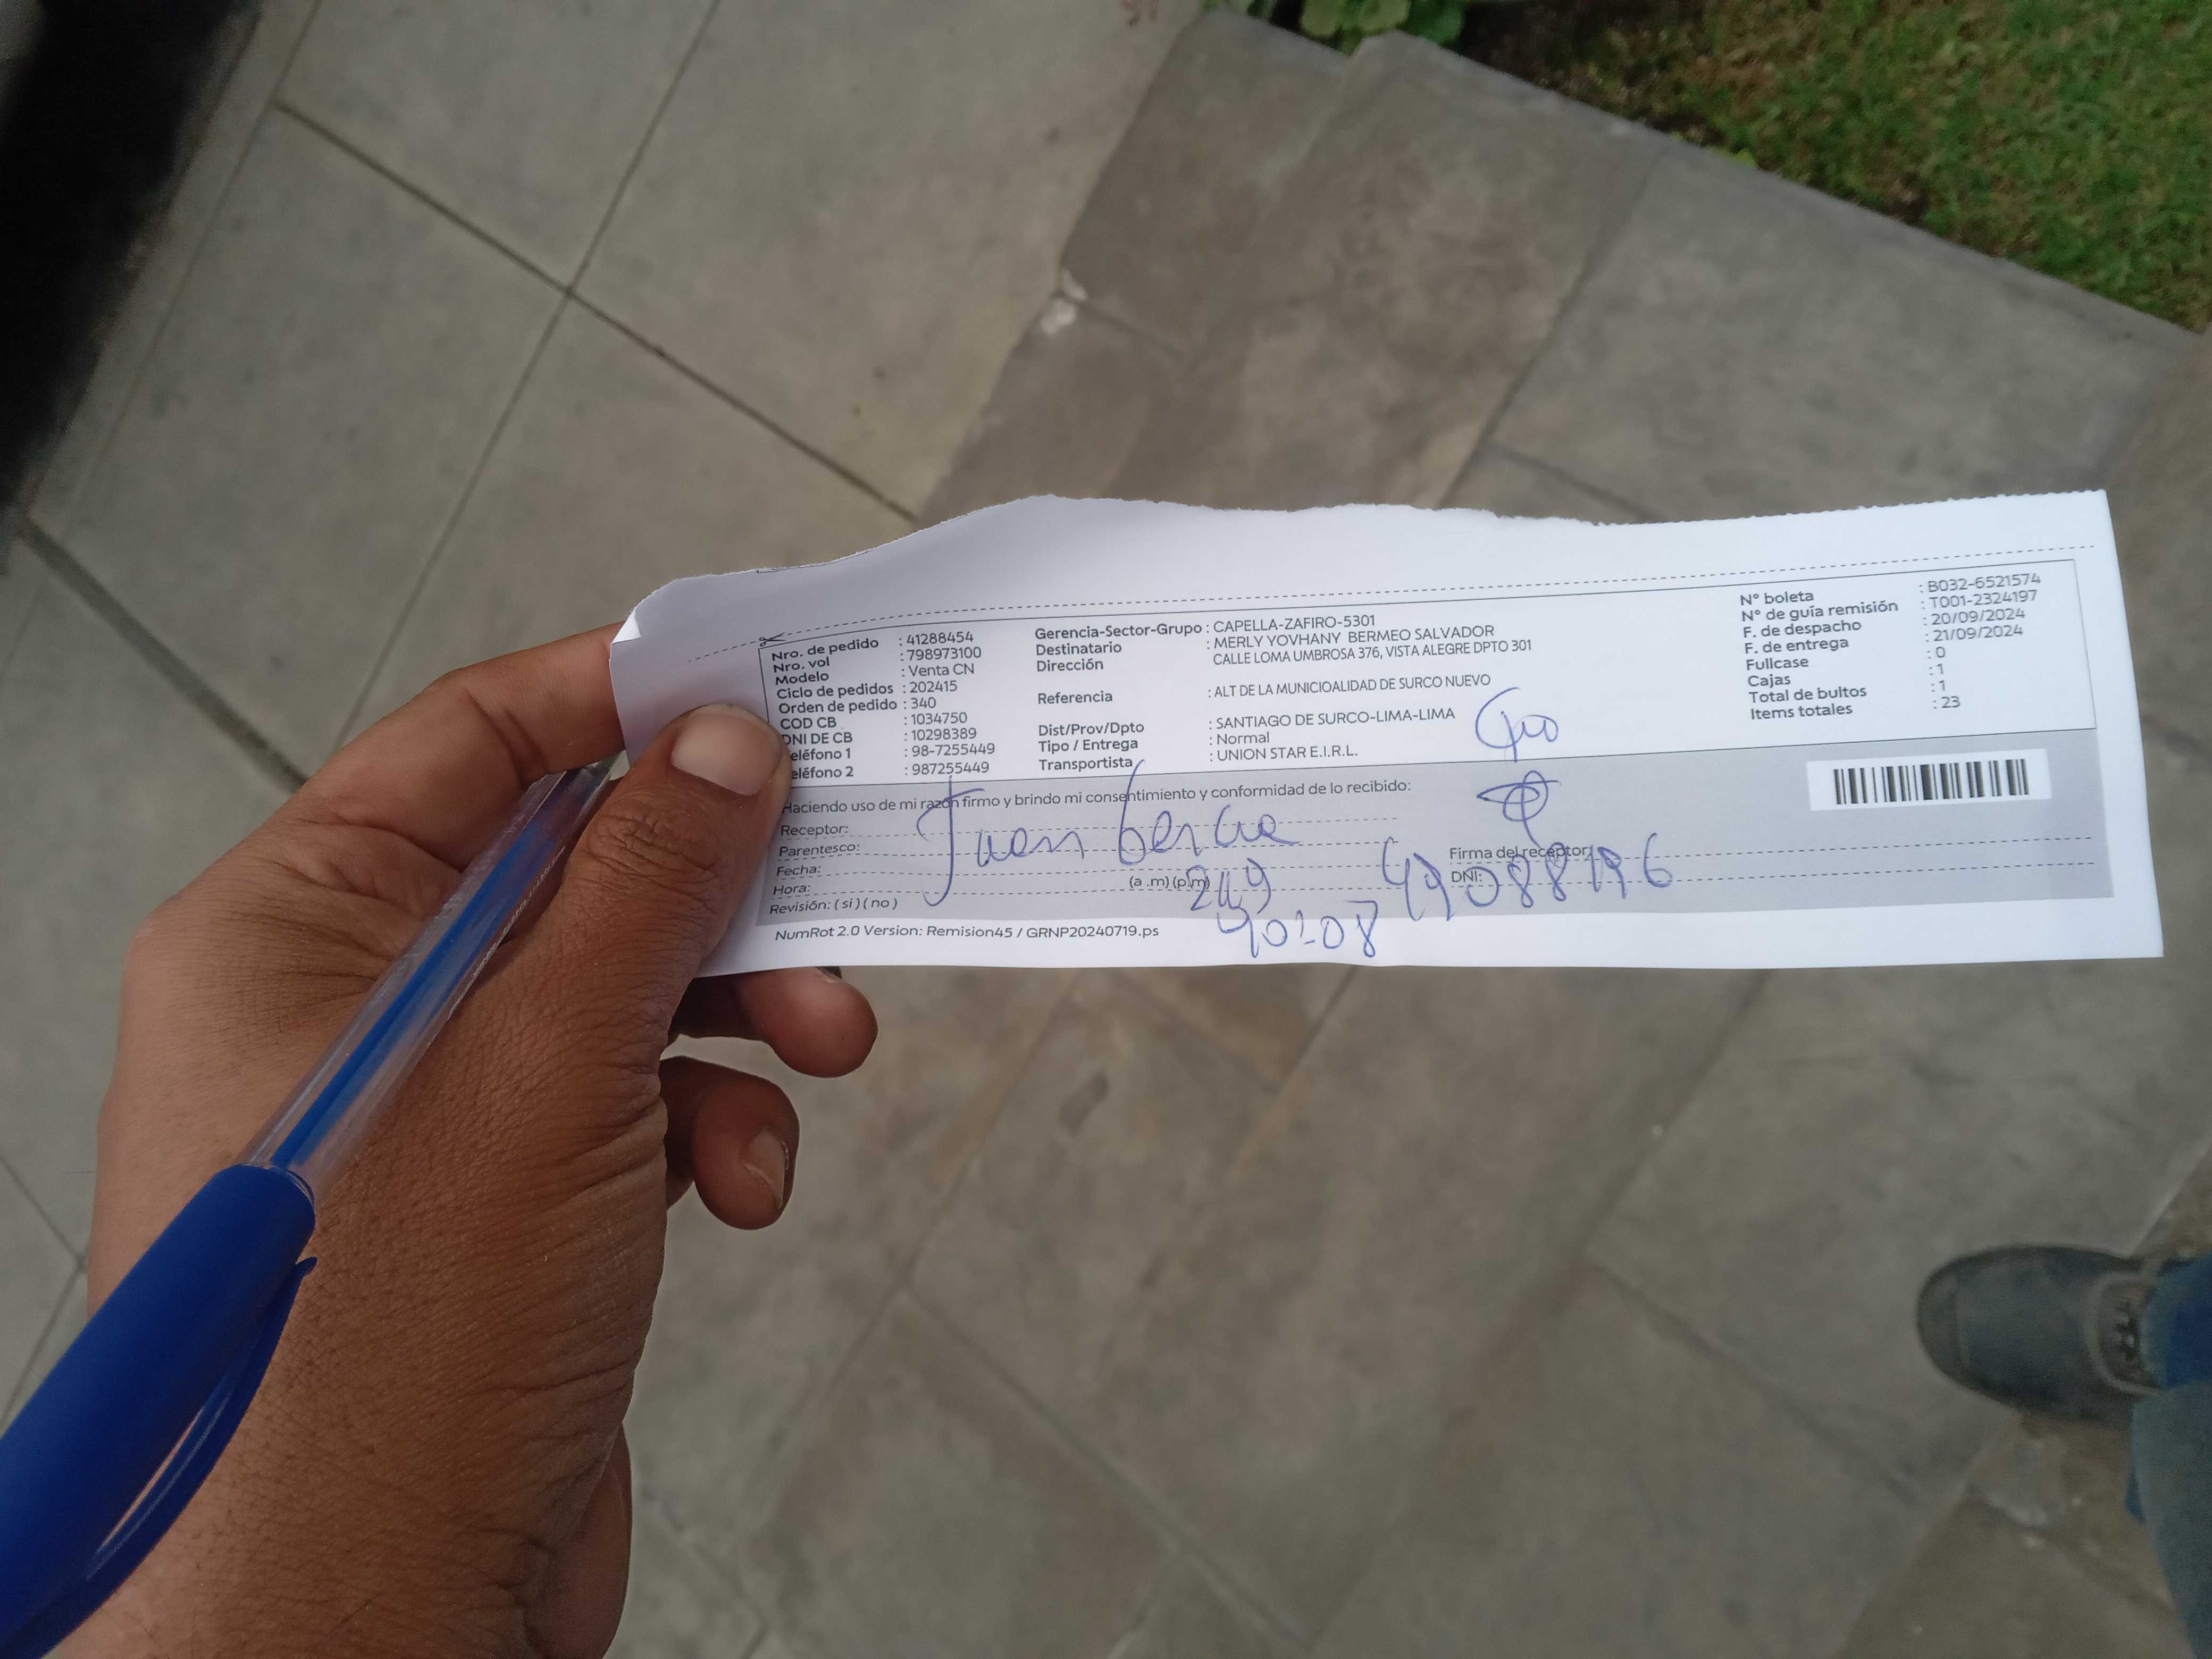 Nro. de pedido : 41288454
Nro. vol : 798973100
Modelo : Venta CN
Ciclo de pedidos : 202415
Orden de pedido : 340
COD CB : 1034750
DNI DE CB : 10298389
eléfono 1 : 98-7255449
eléfono 2 : 987255449
Gerencia-Sector-Grupo : CAPELLA-ZAFIRO-5301
Destinatario : MERLY YOVHANY BERMEO SALVADOR
Dirección CALLE LOMA UMBROSA 376, VISTA ALEGRE DPTO 301
Referencia : ALT DE LA MUNICIOALIDAD DE SURCO NUEVO
Dist/Prov/Dpto : SANTIAGO DE SURCO-LIMA-LIMA
Tipo / Entrega : Normal
Transportista : UNION STAR E.I.R.L.
N° boleta : B032-6521574
N° de guía remisión : T001-2324197
F. de despacho : 20/09/2024
F. de entrega : 21/09/2024
Fullcase : 0
Cajas : 1
Total de bultos : 1
Items totales : 23
Haciendo uso de mi razón firmo y brindo mi consentimiento y conformidad de lo recibido:
Receptor: Juan
Parentesco:
Fecha:
Hora: (a .m) (p.m)
Revisión: ( si ) ( no )
Firma del receptor:
DNI: 49088196
NumRot 2.0 Version: Remision45 / GRNP20240719.ps